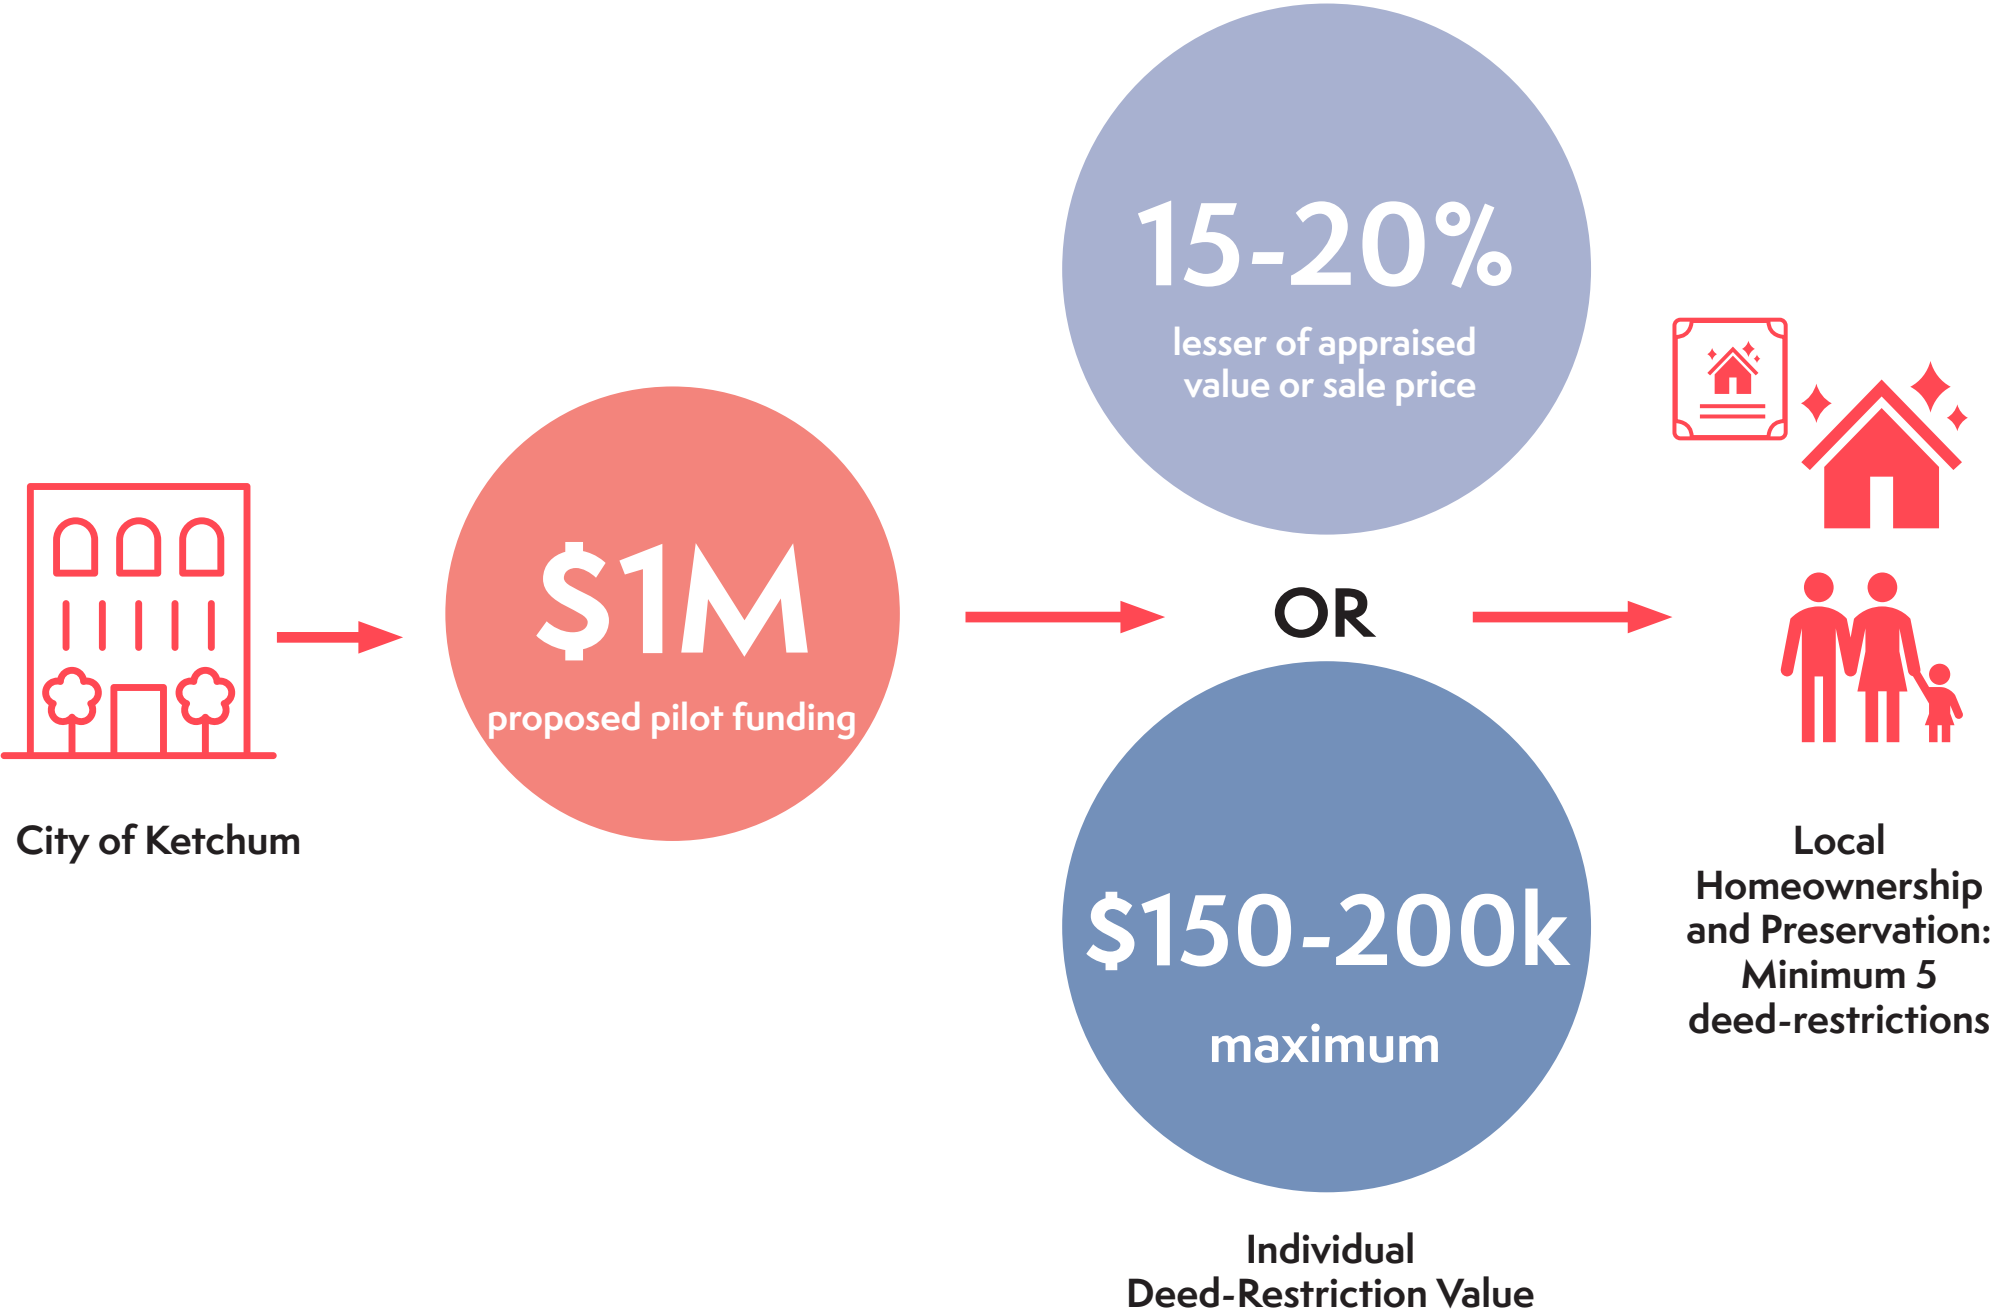 City of Ketchum
$1M
proposed pilot funding
15-20%
lesser of appraised
value or sale price
OR
$150-200k
maximum
Individual
Deed-Restriction Value
Local
Homeownership
and Preservation:
Minimum 5
deed-restrictions